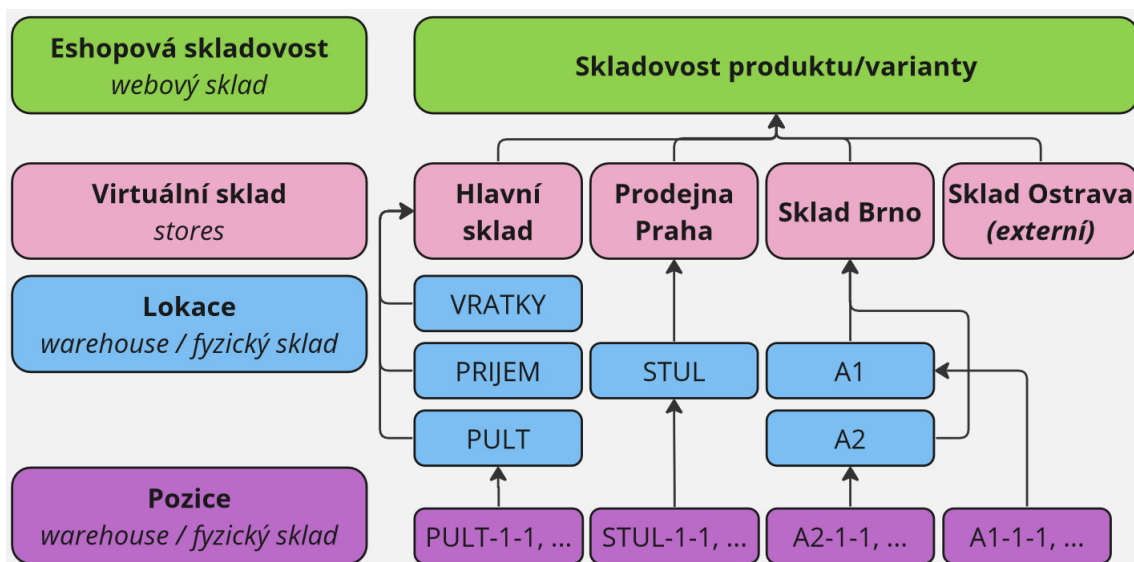 Eshopová skladovost
webový sklad
Skladovost produktu/varianty
Virtuální sklad
stores
Hlavní
sklad
Prodejna
Praha
Sklad Brno
Sklad Ostrava
(externí)
Lokace
warehouse / fyzický sklad
VRATKY
PRIJEM
STUL
A1
PULT
A2
Pozice
warehouse / fyzický sklad
PULT-1-1, ...
STUL-1-1, ...
A2-1-1, ...
A1-1-1, ...